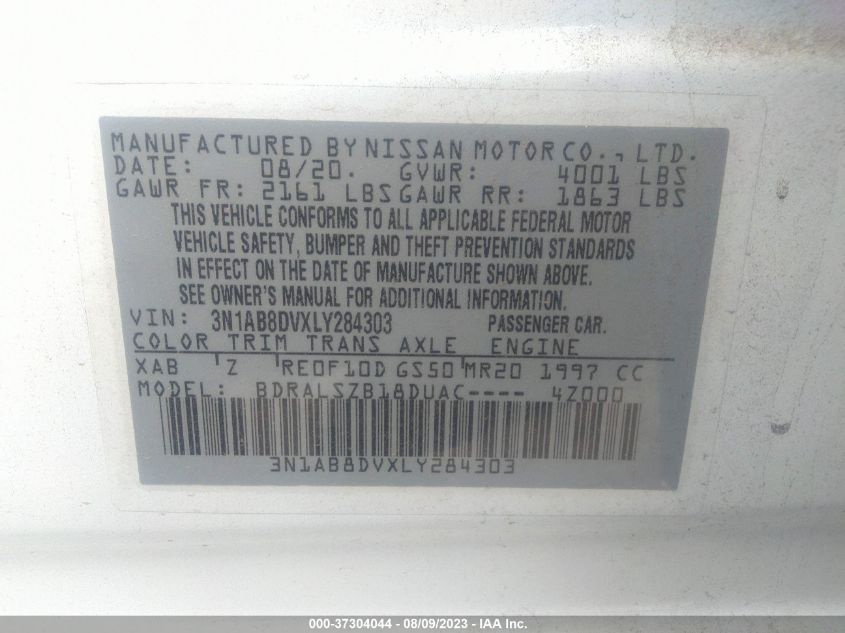 MANUFACTURED BY NISSAN MOTOR CO., LTD.
DATE: 08/20. GVWR: 4001 LBS
GAWR FR: 2161 LBS GAWR RR: 1863 LBS
THIS VEHICLE CONFORMS TO ALL APPLICABLE FEDERAL MOTOR
VEHICLE SAFETY, BUMPER AND THEFT PREVENTION STANDARDS
IN EFFECT ON THE DATE OF MANUFACTURE SHOWN ABOVE.
SEE OWNER'S MANUAL FOR ADDITIONAL INFORMATION.
VIN: 3N1AB8DVXLY284303 PASSENGER CAR.
COLOR TRIM TRANS AXLE ENGINE
XAB Z RE0F10D GS50 MR20 1997 CC
MODEL: BDRALSZB18DUAC---- 4Z000
3N1AB8DVXLY284303
000-37304044 - 08/09/2023 - IAA Inc.